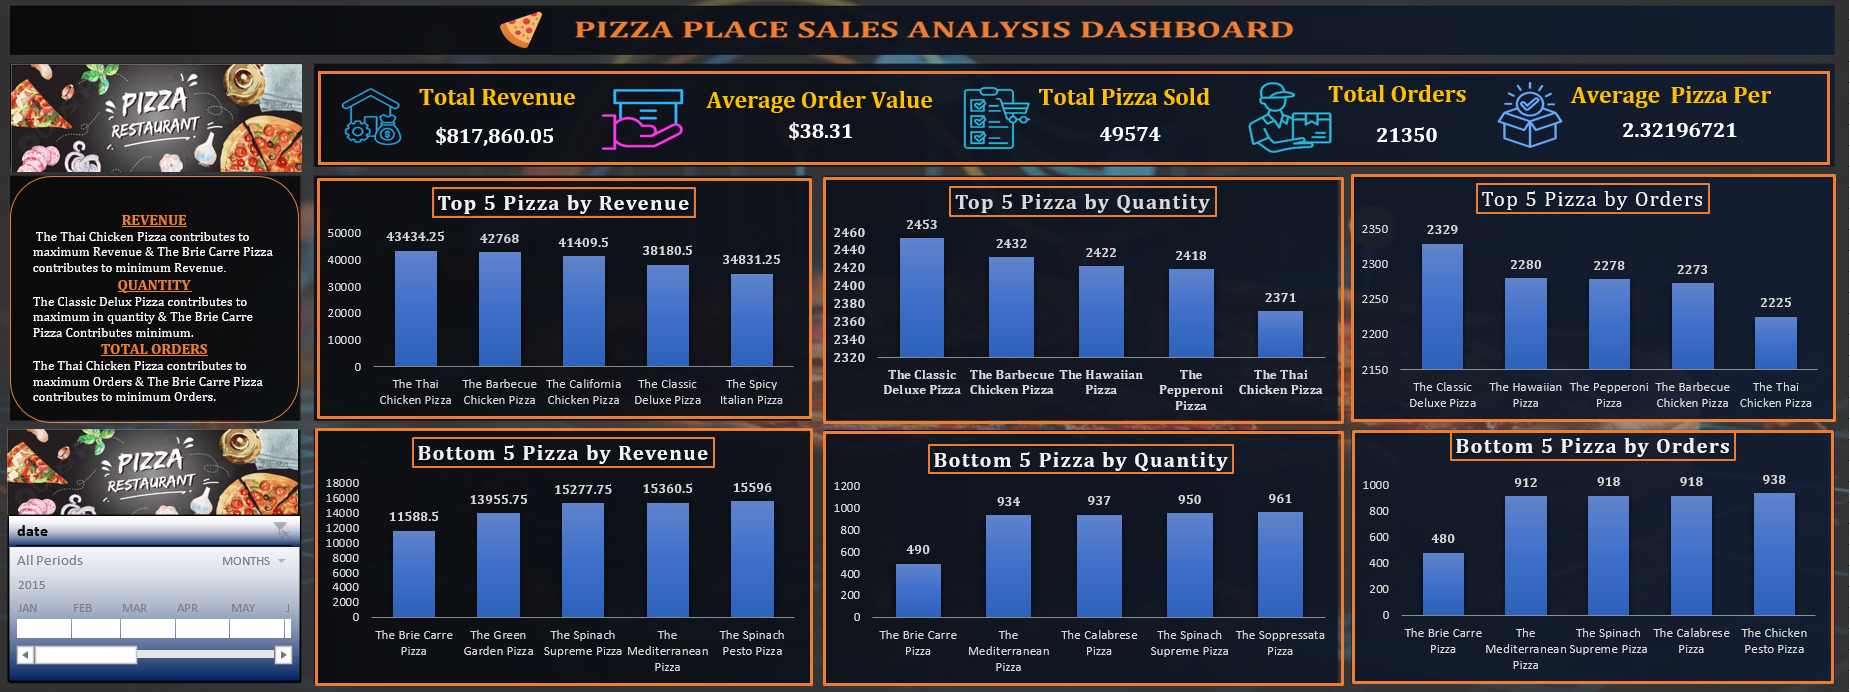 PIZZA PLACE SALES ANALYSIS DASHBOARD
PIZZA
RESTAURANT
Total Revenue
$817,860.05
Average Order Value
$38.31
Total Pizza Sold
49574
Total Orders
21350
Average Pizza Per
2.32196721
REVENUE
The Thai Chicken Pizza contributes to
maximum Revenue & The Brie Carre Pizza
contributes to minimum Revenue.
QUANTITY
The Classic Delux Pizza contributes to
maximum in quantity & The Brie Carre
Pizza Contributes minimum.
TOTAL ORDERS
The Thai Chicken Pizza contributes to
maximum Orders & The Brie Carre Pizza
contributes to minimum Orders.
Top 5 Pizza by Revenue
50000
40000
30000
20000
10000
0
43434.25
42768
41409.5
38180.5
34831.25
The Thai
Chicken Pizza
The Barbecue
Chicken Pizza
The California
Chicken Pizza
The Classic
Deluxe Pizza
The Spicy
Italian Pizza
Top 5 Pizza by Quantity
2460
2440
2420
2400
2380
2360
2340
2320
2453
2432
2422
2418
2371
The Classic
Deluxe Pizza
The Barbecue
Chicken Pizza
The Hawaiian
Pizza
The
Pepperoni
Pizza
The Thai
Chicken Pizza
Top 5 Pizza by Orders
2350
2300
2250
2200
2150
2329
2280
2278
2273
2225
The Classic
Deluxe Pizza
The Hawaiian
Pizza
The Pepperoni
Pizza
The Barbecue
Chicken Pizza
The Thai
Chicken Pizza
PIZZA
RESTAURANT
date
All Periods
MONTHS
2015
JAN
FEB
MAR
APR
MAY
J
Bottom 5 Pizza by Revenue
18000
16000
14000
12000
10000
8000
6000
4000
2000
0
11588.5
13955.75
15277.75
15360.5
15596
The Brie Carre
Pizza
The Green
Garden Pizza
The Spinach
Supreme Pizza
The
Mediterranean
Pizza
The Spinach
Pesto Pizza
Bottom 5 Pizza by Quantity
1200
1000
800
600
400
200
0
490
934
937
950
961
The Brie Carre
Pizza
The
Mediterranean
Pizza
The Calabrese
Pizza
The Spinach
Supreme Pizza
The Soppressata
Pizza
Bottom 5 Pizza by Orders
1000
800
600
400
200
0
480
912
918
918
938
The Brie Carre
Pizza
The
Mediterranean
Pizza
The Spinach
Supreme Pizza
The Calabrese
Pizza
The Chicken
Pesto Pizza